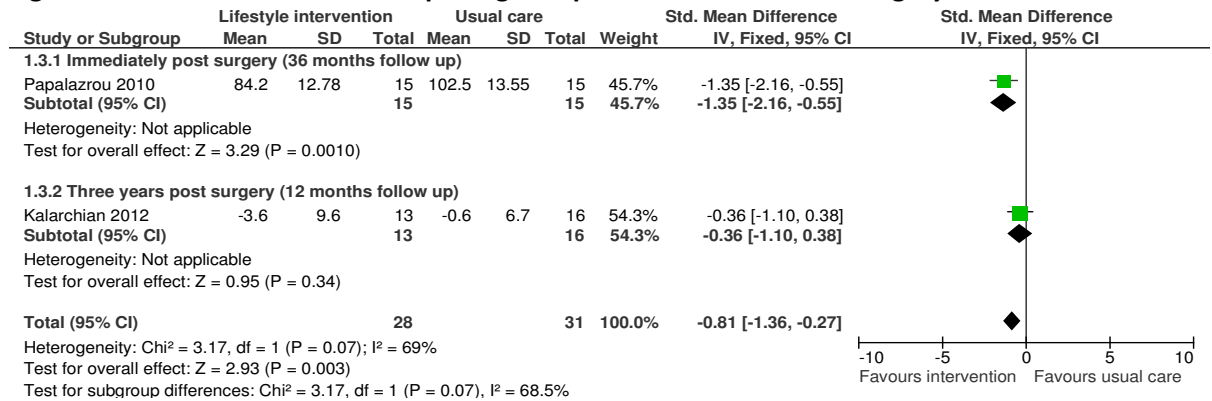 Lifestyle intervention Usual care Std. Mean Difference Std. Mean Difference
Study or Subgroup Mean SD Total Mean SD Total Weight IV, Fixed, 95% CI IV, Fixed, 95% CI
1.3.1 Immediately post surgery (36 months follow up)
Papalazrou 2010 84.2 12.78 15 102.5 13.55 15 45.7% -1.35 [-2.16, -0.55]
Subtotal (95% CI) 15 15 45.7% -1.35 [-2.16, -0.55]
Heterogeneity: Not applicable
Test for overall effect: Z = 3.29 (P = 0.0010)
1.3.2 Three years post surgery (12 months follow up)
Kalarchian 2012 -3.6 9.6 13 -0.6 6.7 16 54.3% -0.36 [-1.10, 0.38]
Subtotal (95% CI) 13 16 54.3% -0.36 [-1.10, 0.38]
Heterogeneity: Not applicable
Test for overall effect: Z = 0.95 (P = 0.34)
Total (95% CI) 28 31 100.0% -0.81 [-1.36, -0.27]
Heterogeneity: Chi² = 3.17, df = 1 (P = 0.07); I² = 69%
Test for overall effect: Z = 2.93 (P = 0.003)
Test for subgroup differences: Chi² = 3.17, df = 1 (P = 0.07), I² = 68.5%
-10 -5 0 5 10
Favours intervention Favours usual care